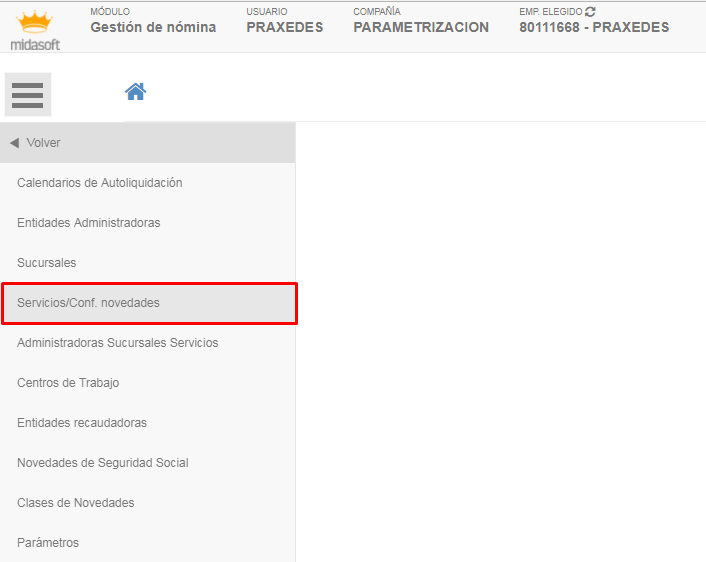 midasoft
MÓDULO
Gestión de nómina
USUARIO
PRAXEDES
COMPAÑÍA
PARAMETRIZACION
EMP. ELEGIDO
80111668 - PRAXEDES
Volver
Calendarios de Autoliquidación
Entidades Administradoras
Sucursales
Servicios/Conf. novedades
Administradoras Sucursales Servicios
Centros de Trabajo
Entidades recaudadoras
Novedades de Seguridad Social
Clases de Novedades
Parámetros